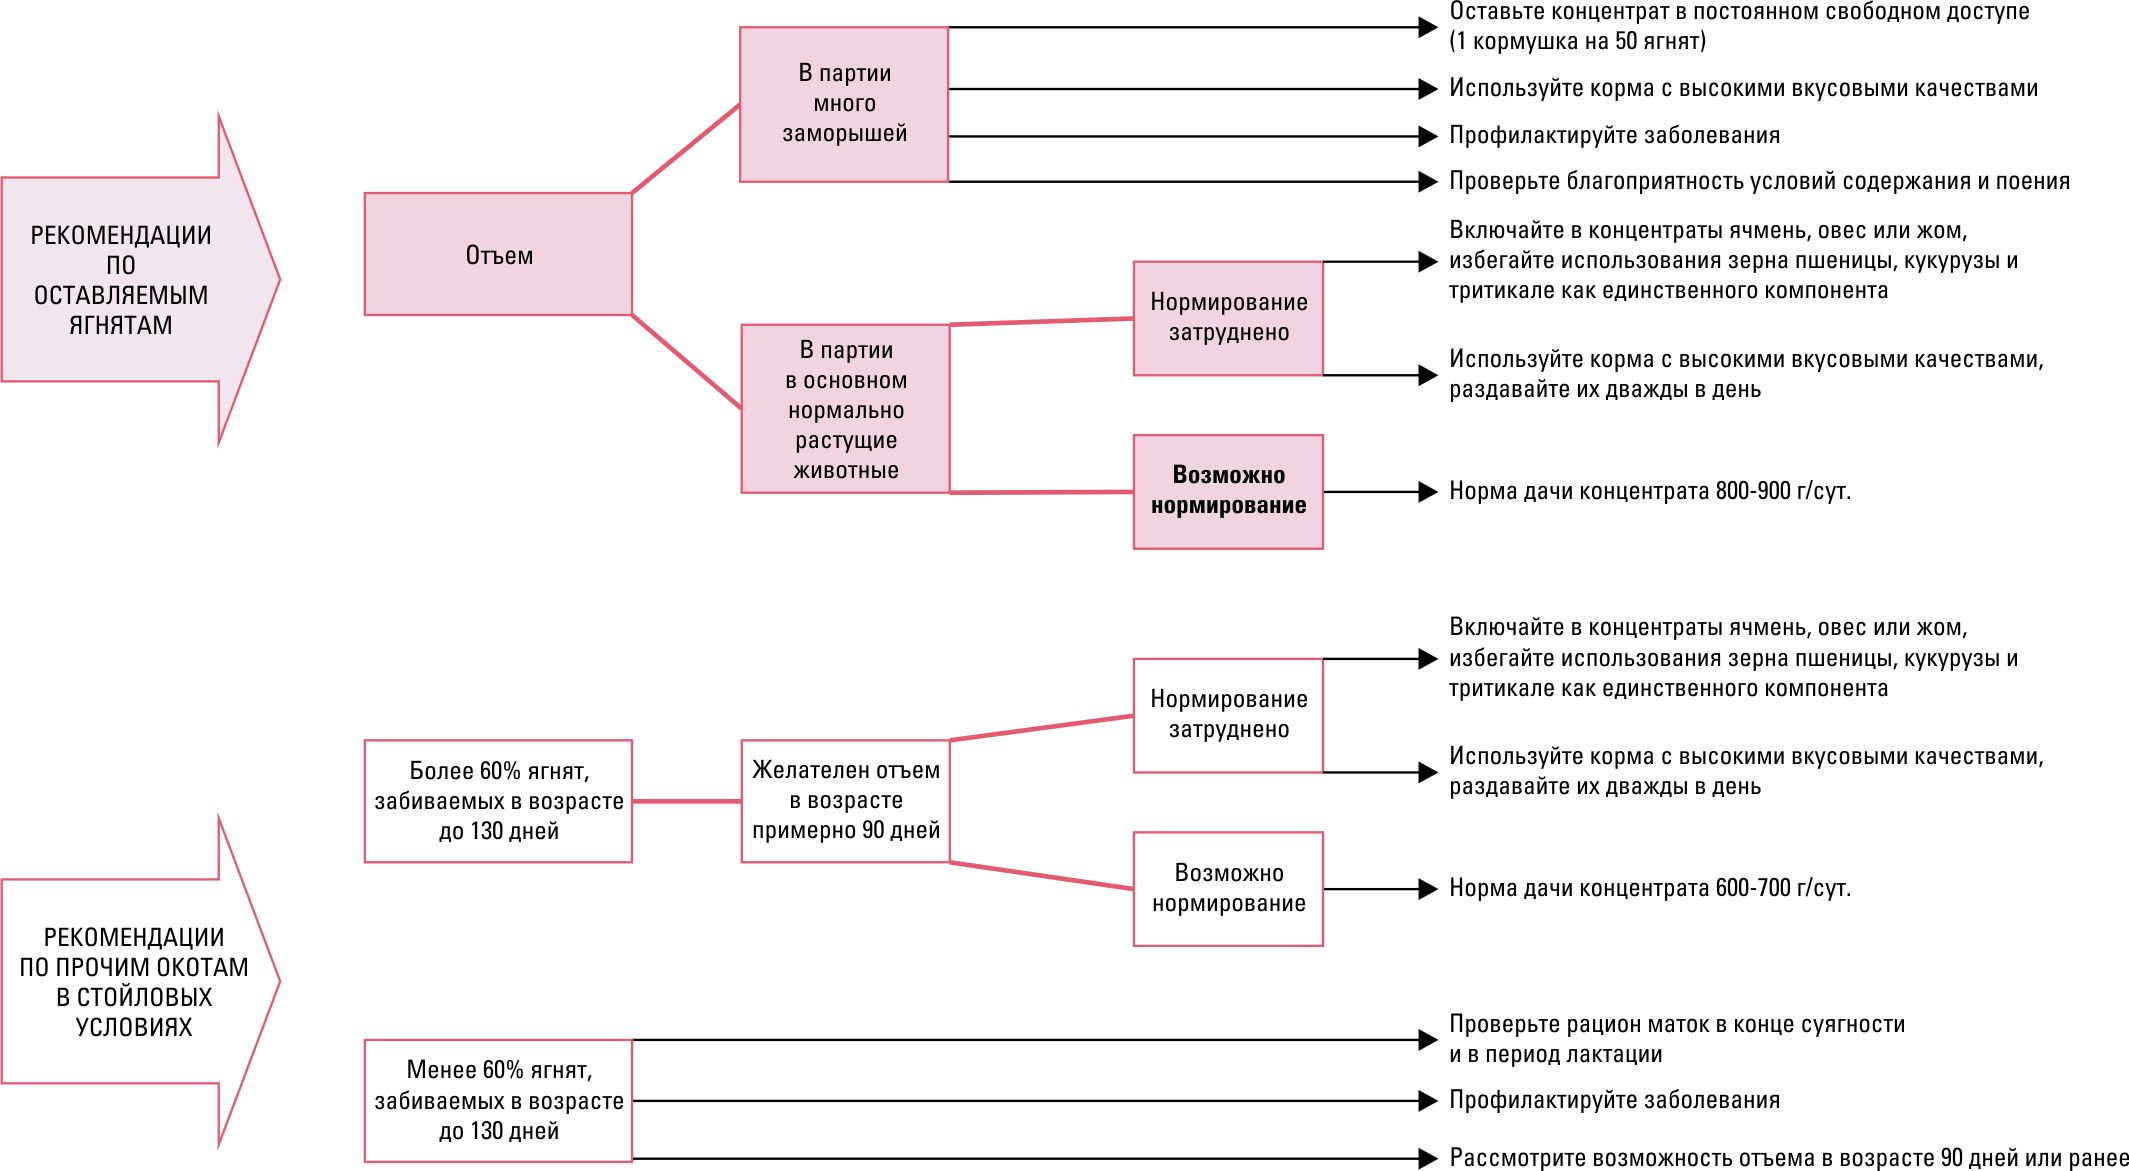 РЕКОМЕНДАЦИИ
ПО
ОСТАВЛЯЕМЫМ
ЯГНЯТАМ
Отъем
В партии
много
заморышей
Оставьте концентрат в постоянном свободном доступе
(1 кормушка на 50 ягнят)
Используйте корма с высокими вкусовыми качествами
Профилактируйте заболевания
Проверьте благоприятность условий содержания и поения
В партии
в основном
нормально
растущие
животные
Нормирование
затруднено
Включайте в концентраты ячмень, овес или жом,
избегайте использования зерна пшеницы, кукурузы и
тритикале как единственного компонента
Используйте корма с высокими вкусовыми качествами,
раздавайте их дважды в день
Возможно
нормирование
Норма дачи концентрата 800-900 г/сут.
РЕКОМЕНДАЦИИ
ПО ПРОЧИМ ОКОТАМ
В СТОЙЛОВЫХ
УСЛОВИЯХ
Более 60% ягнят,
забиваемых в возрасте
до 130 дней
Желателен отъем
в возрасте
примерно 90 дней
Нормирование
затруднено
Включайте в концентраты ячмень, овес или жом,
избегайте использования зерна пшеницы, кукурузы и
тритикале как единственного компонента
Используйте корма с высокими вкусовыми качествами,
раздавайте их дважды в день
Возможно
нормирование
Норма дачи концентрата 600-700 г/сут.
Менее 60% ягнят,
забиваемых в возрасте
до 130 дней
Проверьте рацион маток в конце суягности
и в период лактации
Профилактируйте заболевания
Рассмотрите возможность отъема в возрасте 90 дней или ранее